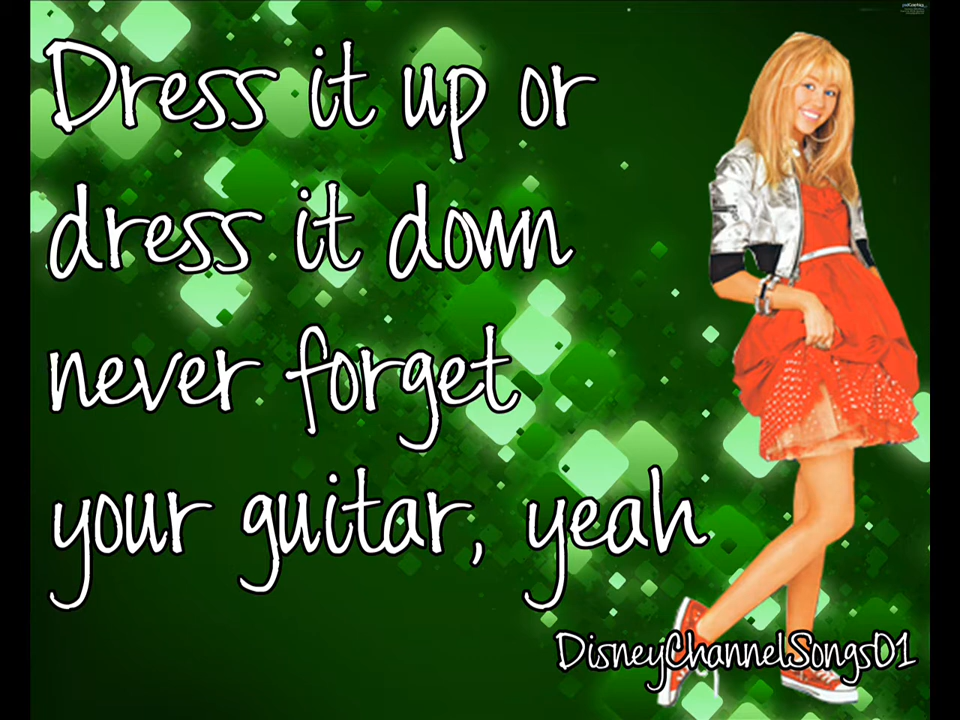 Dress it up or
dress it down
never forget
your guitar, yeah
DisneyChannelSongs01